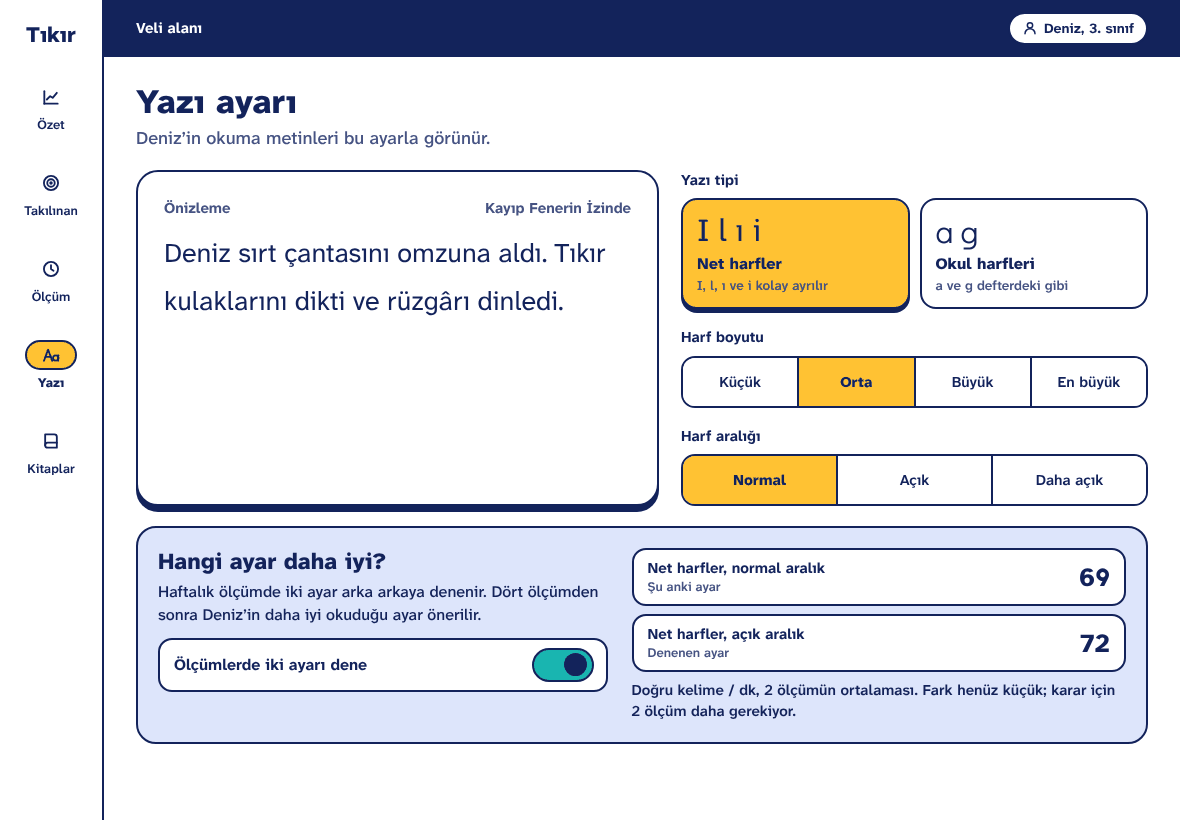 Tıkır
Özet
Takılınan
Ölçüm
Aa
Yazı
Kitaplar
Veli alanı
Deniz, 3. sınıf
Yazı ayarı
Deniz’in okuma metinleri bu ayarla görünür.
Önizleme
Kayıp Fenerin İzinde
Deniz sırt çantasını omzuna aldı. Tıkır
kulaklarını dikti ve rüzgârı dinledi.
Yazı tipi
I l ı i
Net harfler
I, l, ı ve i kolay ayrılır
a g
Okul harfleri
a ve g defterdeki gibi
Harf boyutu
Küçük
Orta
Büyük
En büyük
Harf aralığı
Normal
Açık
Daha açık
Hangi ayar daha iyi?
Haftalık ölçümde iki ayar arka arkaya denenir. Dört ölçümden
sonra Deniz’in daha iyi okuduğu ayar önerilir.
Ölçümlerde iki ayarı dene
Net harfler, normal aralık
Şu anki ayar
69
Net harfler, açık aralık
Denenen ayar
72
Doğru kelime / dk, 2 ölçümün ortalaması. Fark henüz küçük; karar için
2 ölçüm daha gerekiyor.